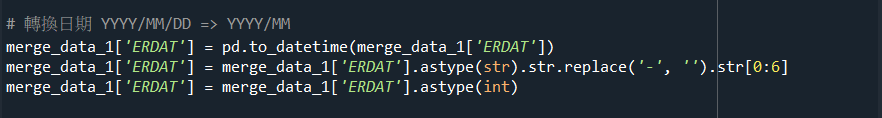 # 轉換日期 YYYY/MM/DD => YYYY/MM
merge_data_1['ERDAT'] = pd.to_datetime(merge_data_1['ERDAT'])
merge_data_1['ERDAT'] = merge_data_1['ERDAT'].astype(str).str.replace('-', '').str[0:6]
merge_data_1['ERDAT'] = merge_data_1['ERDAT'].astype(int)